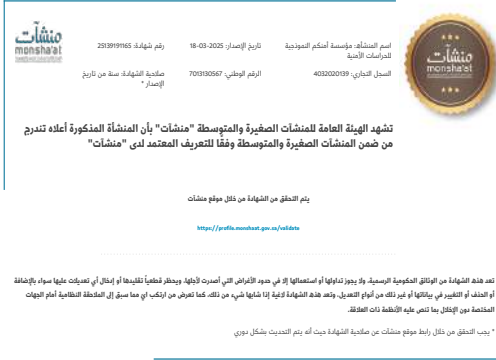 منشآت
monsha'at
منشآت
monsha'at
اسم المنشأة: مؤسسة أمنكم النموذجية للحراسات الأمنية
تاريخ الإصدار: 2025-03-18
رقم شهادة: 25139191165
السجل التجاري: 4032020139
الرقم الوطني: 7013130567
صلاحية الشهادة: سنة من تاريخ الإصدار *
تشهد الهيئة العامة للمنشآت الصغيرة والمتوسطة "منشآت" بأن المنشأة المذكورة أعلاه تندرج
من ضمن المنشآت الصغيرة والمتوسطة وفقًا للتعريف المعتمد لدى "منشآت"
يتم التحقق من الشهادة من خلال موقع منشآت
https://profile.monshaat.gov.sa/validate
تعد هذه الشهادة من الوثائق الحكومية الرسمية، ولا يجوز تداولها أو استعمالها إلا في حدود الأغراض التي أصدرت لأجلها، ويحظر قطعياً تقليدها أو إدخال أي تعديلات عليها سواء بالإضافة
أو الحذف أو التغيير في بياناتها أو غير ذلك من أنواع التعديل، وتعد هذه الشهادة لاغية إذا شابها شيء من ذلك، كما تعرض من ارتكب اي مما سبق إلى الملاحقة النظامية أمام الجهات
المختصة دون الإخلال بما تنص عليه الأنظمة ذات العلاقة.
* يجب التحقق من خلال رابط موقع منشآت عن صلاحية الشهادة حيث أنه يتم التحديث بشكل دوري